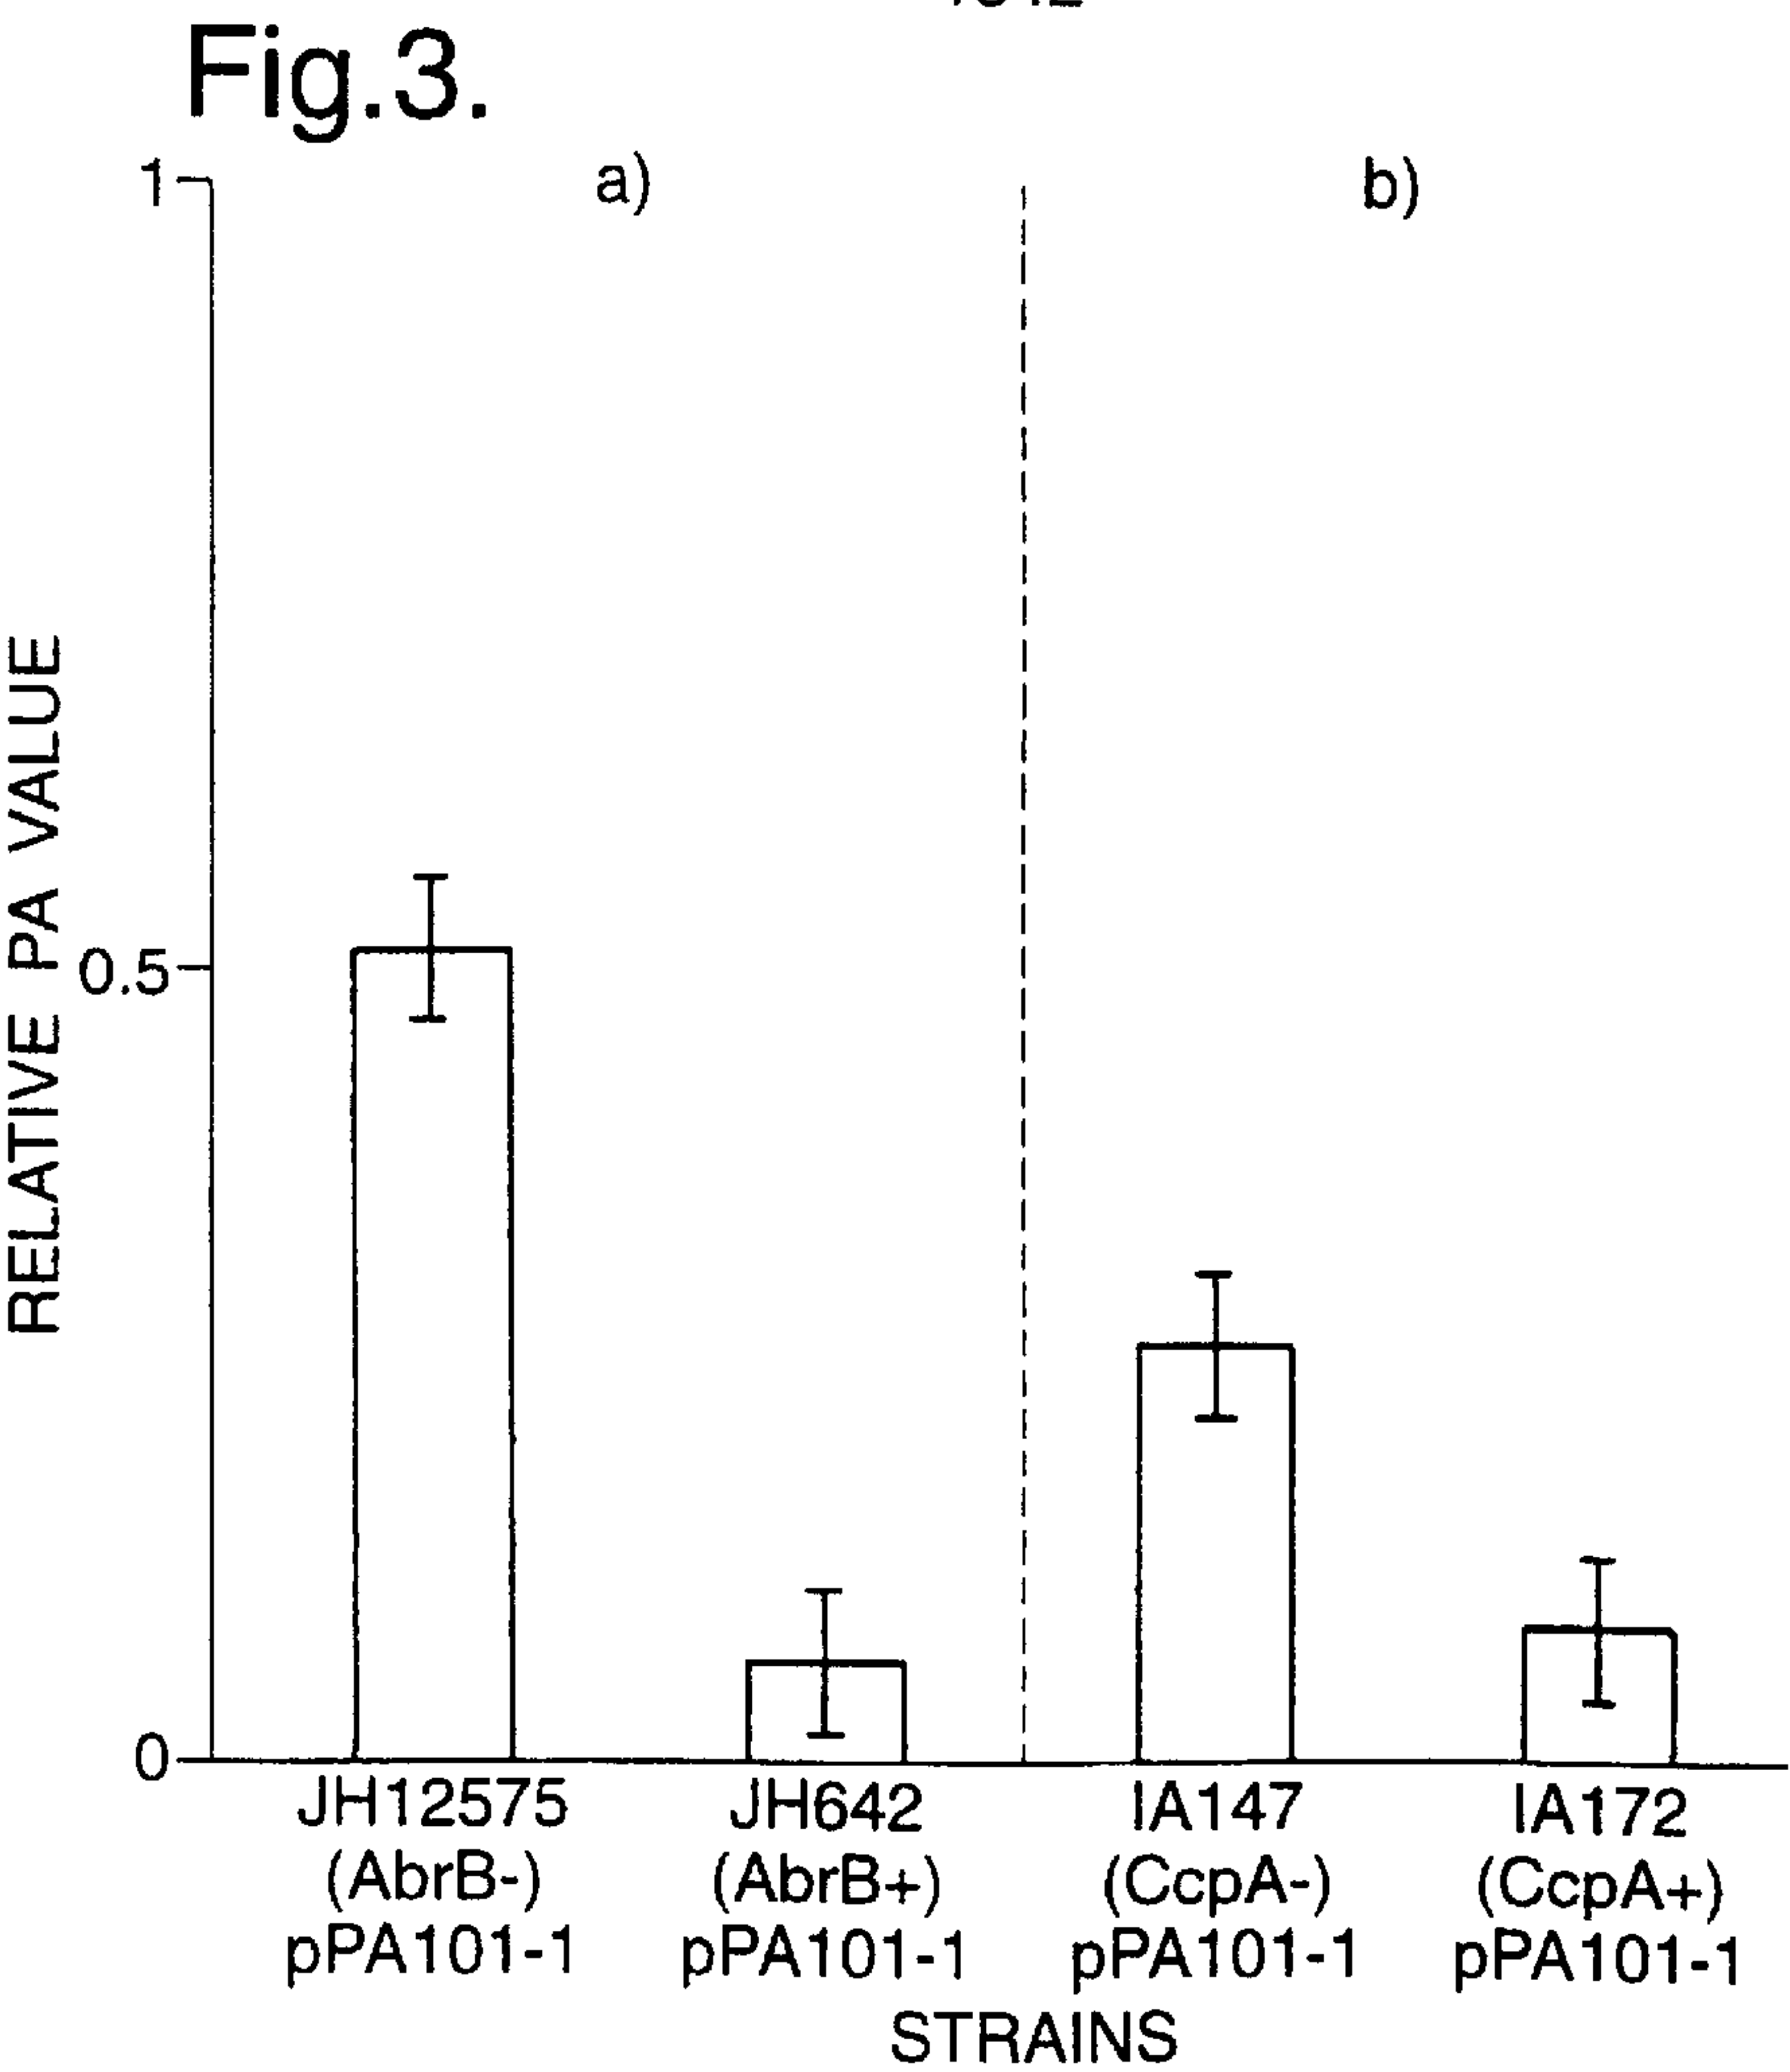 Fig.3.
a)
b)
1
0.5
0
RELATIVE PA VALUE
JH12575 JH642 IA147 IA172
(AbrB-) (AbrB+) (CcpA-) (CcpA+)
pPA101-1 pPA101-1 pPA101-1 pPA101-1
STRAINS